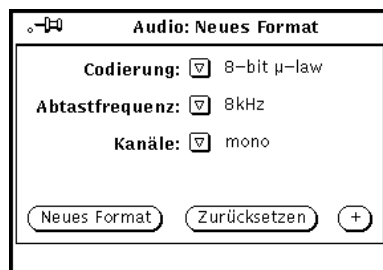 Audio: Neues Format
Codierung: 8-bit µ-law
Abtastfrequenz: 8kHz
Kanäle: mono
Neues Format Zurücksetzen +